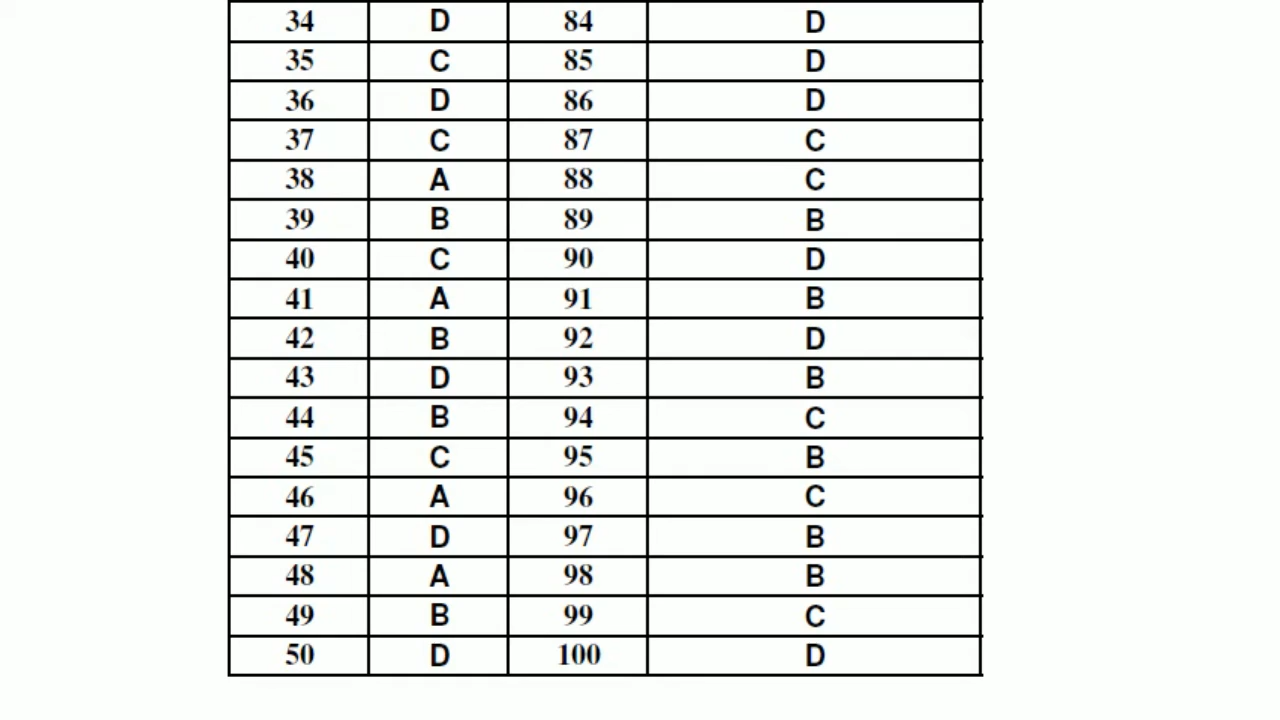 34 D 84 D
35 C 85 D
36 D 86 D
37 C 87 C
38 A 88 C
39 B 89 B
40 C 90 D
41 A 91 B
42 B 92 D
43 D 93 B
44 B 94 C
45 C 95 B
46 A 96 C
47 D 97 B
48 A 98 B
49 B 99 C
50 D 100 D